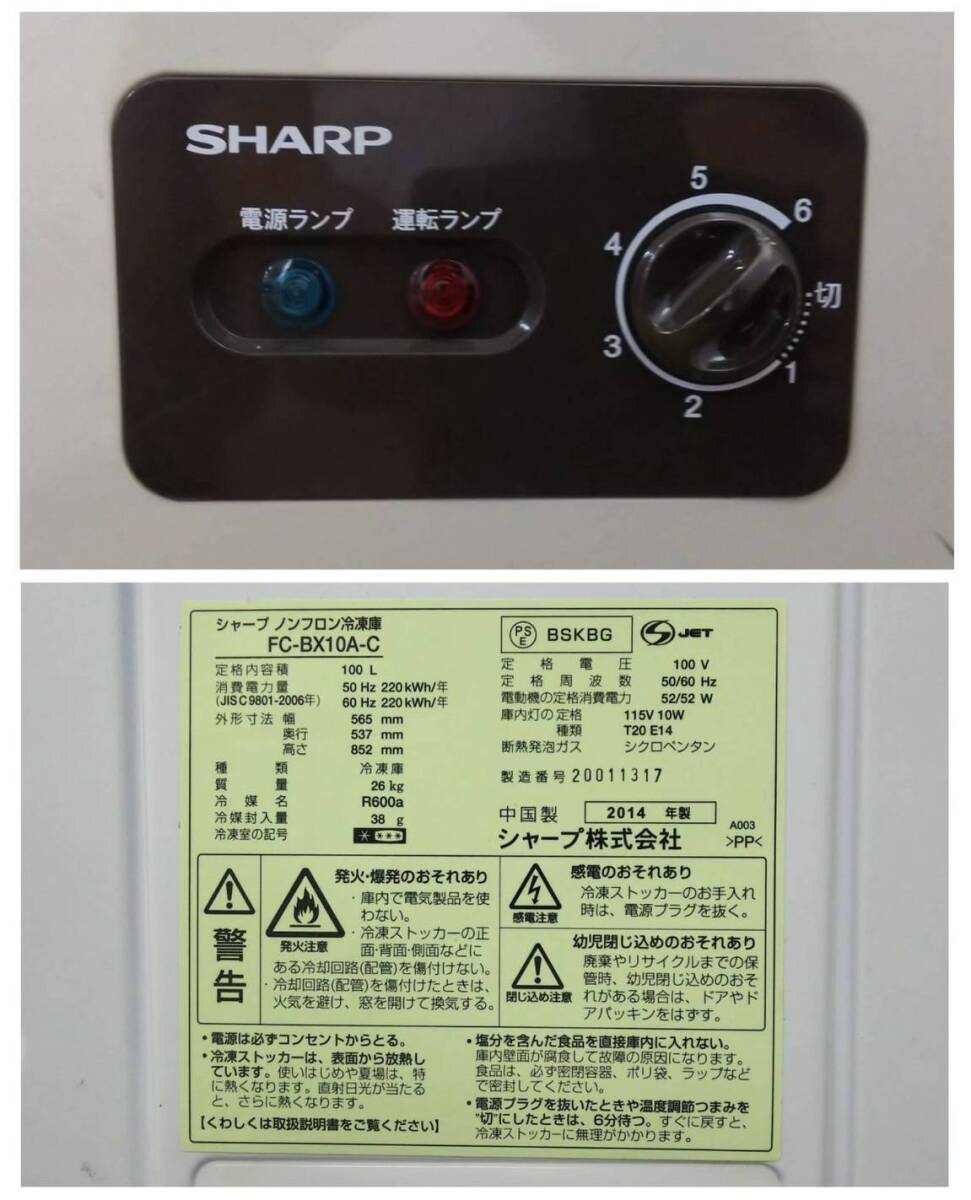 SHARP
電源ランプ 運転ランプ
5
6
4
切
3
1
2
シャープ ノンフロン冷凍庫
FC-BX10A-C
定格内容積 100 L
消費電力量 50 Hz 220kWh/年
(JIS C 9801-2006年) 60 Hz 220kWh/年
外形寸法 幅 565 mm
奥行 537 mm
高さ 852 mm
種類 冷凍庫
質量 26 kg
冷媒名 R600a
冷媒封入量 38 g
冷凍室の記号
PSE BSKBG JET
定格電圧 100 V
定格周波数 50/60 Hz
電動機の定格消費電力 52/52 W
庫内灯の定格 115V 10W
種類 T20 E14
断熱発泡ガス シクロペンタン
製造番号 20011317
中国製 2014 年製
シャープ株式会社
A003
>PP<
警告
発火注意
発火・爆発のおそれあり
・庫内で電気製品を使
わない。
・冷凍ストッカーの正
面・背面・側面などに
ある冷却回路(配管)を傷付けない。
・冷却回路(配管)を傷付けたときは、
火気を避け、窓を開けて換気する。
感電注意
感電のおそれあり
冷凍ストッカーのお手入れ
時は、電源プラグを抜く。
閉じ込め注意
幼児閉じ込めのおそれあり
廃棄やリサイクルまでの保
管時、幼児閉じ込めのおそ
れがある場合は、ドアやド
アパッキンをはずす。
・電源は必ずコンセントからとる。
・冷凍ストッカーは、表面から放熱し
ています。使いはじめや夏場は、特
に熱くなります。直射日光が当たる
と、さらに熱くなります。
【くわしくは取扱説明書をご覧ください】
・塩分を含んだ食品を直接庫内に入れない。
庫内壁面が腐食して故障の原因になります。
食品は、必ず密閉容器、ポリ袋、ラップなど
で密封してください。
・電源プラグを抜いたときや温度調節つまみを
"切"にしたときは、6分待つ。すぐに戻すと、
冷凍ストッカーに無理がかかります。